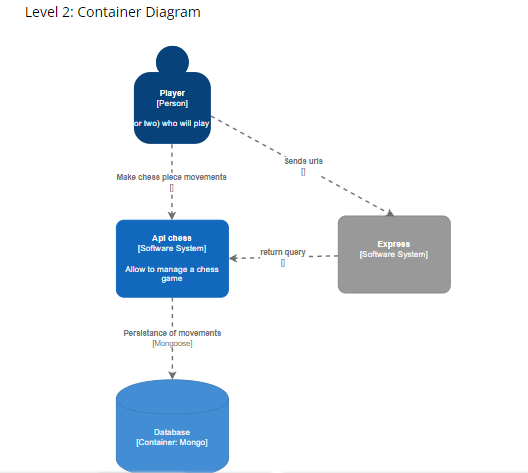 Level 2: Container Diagram
Player
[Person]
or two) who will play
Sends urls
[]
Make chess piece movements
[]
Api chess
[Software System]
Allow to manage a chess
game
Express
[Software System]
return query
[]
Persistance of movements
[Mongoose]
Database
[Container: Mongo]